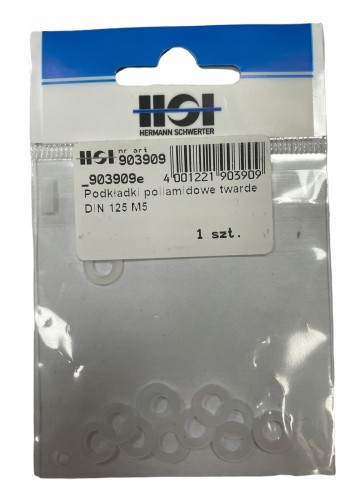 HSI
HERMANN SCHWERTER
HSI nr art 903909
_903909e 4 001221 903909
Podkładki poliamidowe twarde
DIN 125 M5
1 szt.